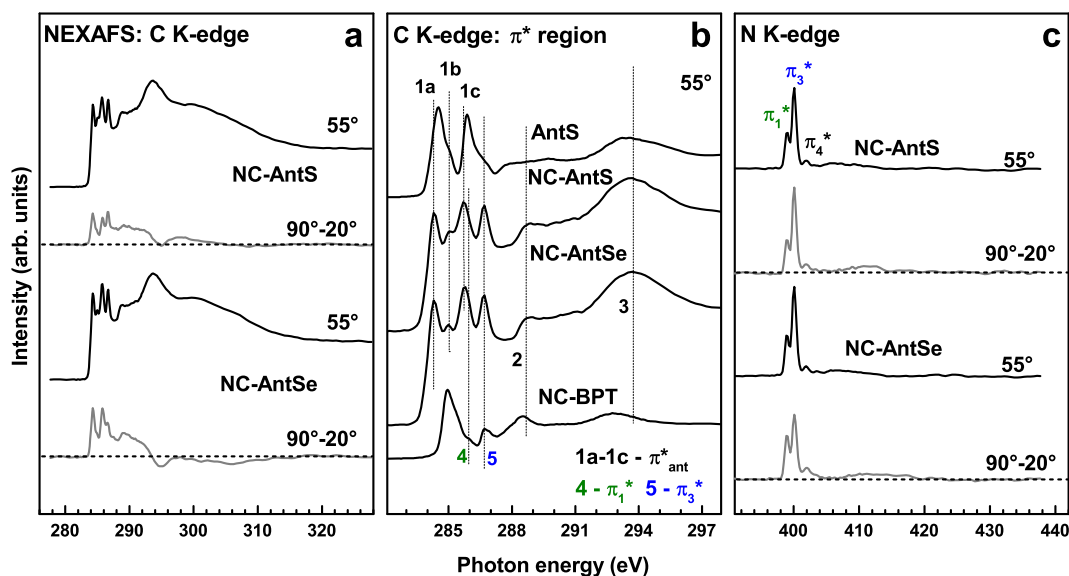 NEXAFS: C K-edge
a
55°
NC-AntS
90°-20°
55°
NC-AntSe
90°-20°
280 290 300 310 320
Intensity (arb. units)
C K-edge: π* region
b
1a
1b
1c
55°
AntS
NC-AntS
NC-AntSe
3
2
NC-BPT
4
5
1a-1c - π*ant
4 - π1* 5 - π3*
285 288 291 294 297
Photon energy (eV)
N K-edge
c
π3*
π1*
π4*
NC-AntS
55°
90°-20°
NC-AntSe
55°
90°-20°
400 410 420 430 440